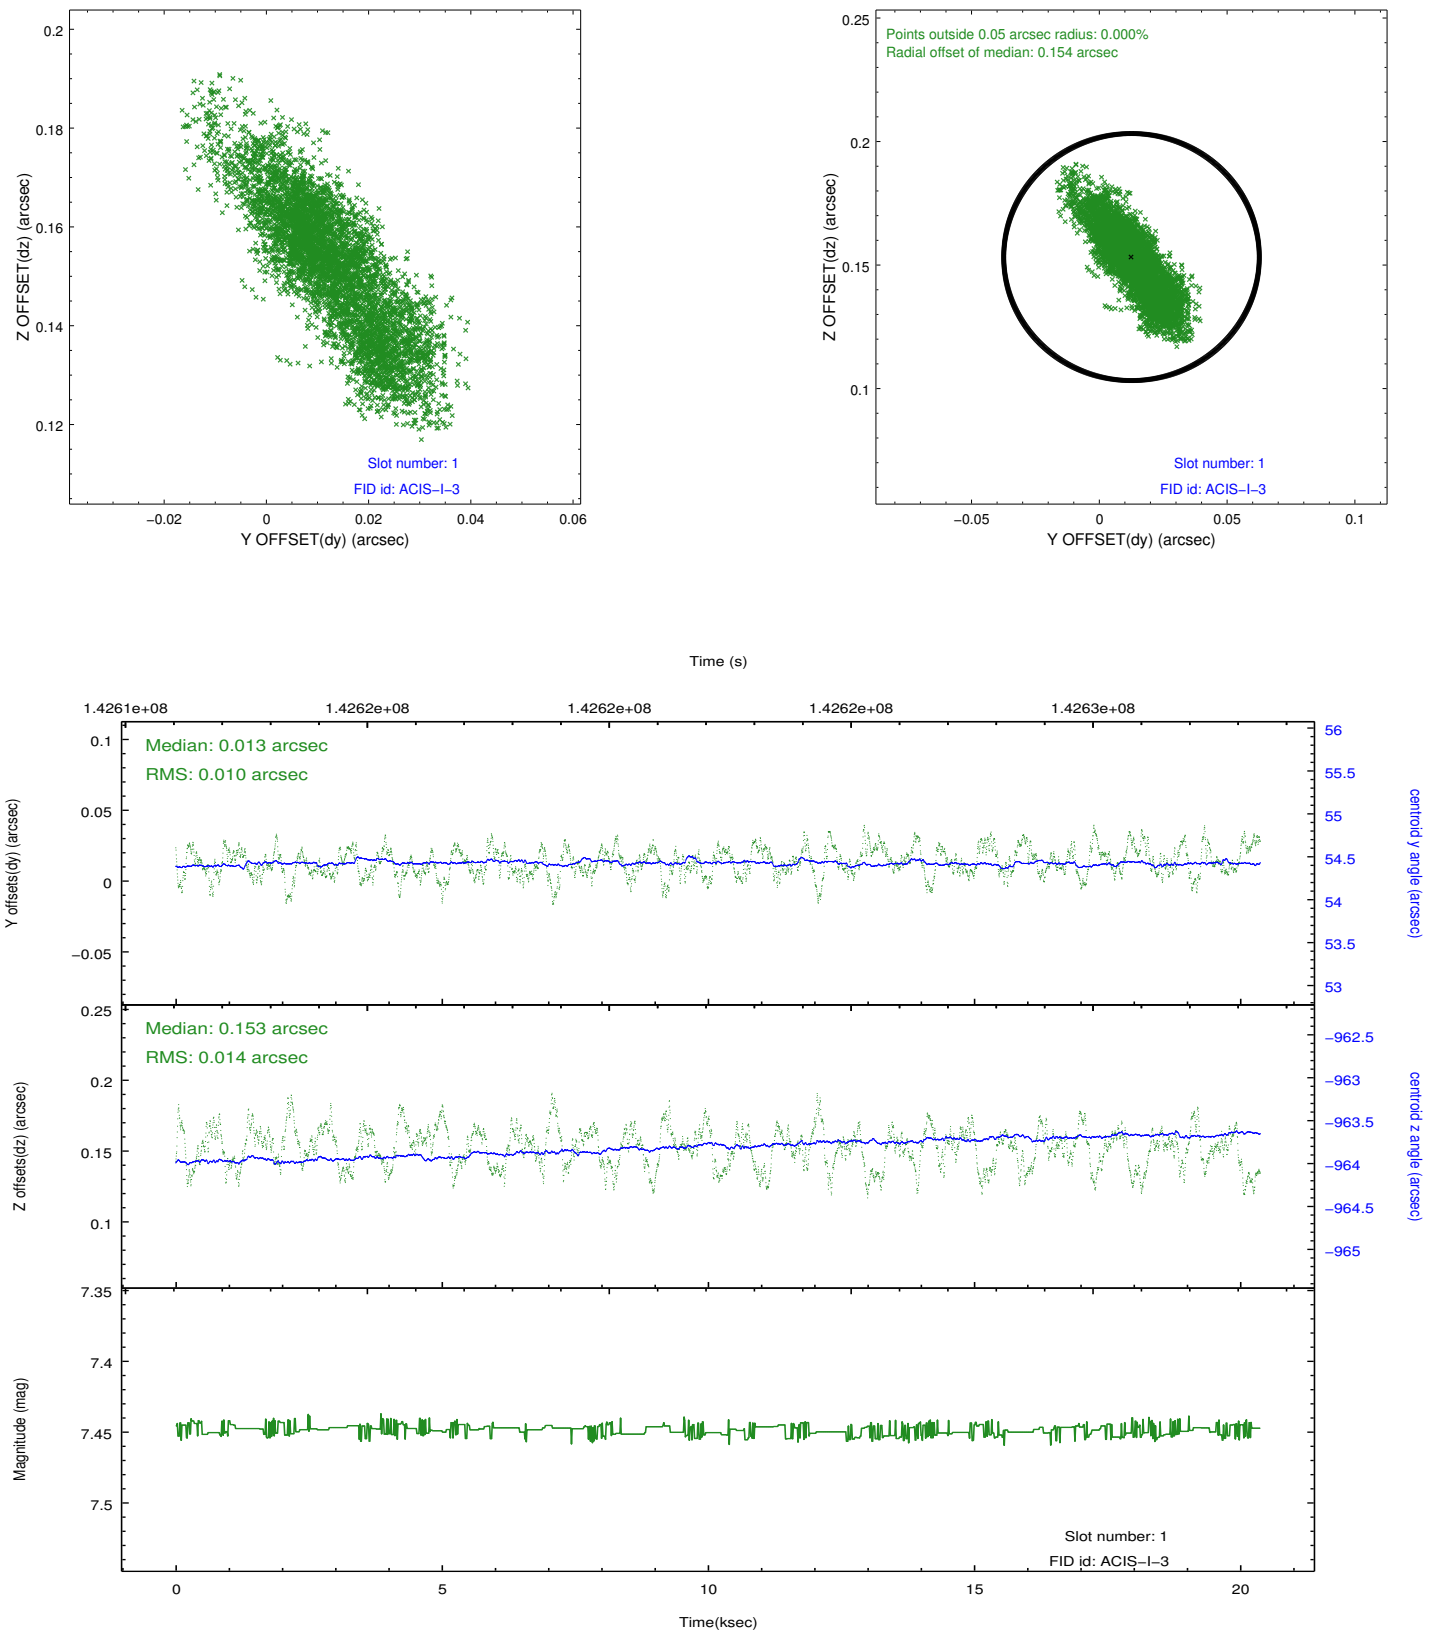 0.2
0.18
0.16
0.14
0.12
Z OFFSET(dz) (arcsec)
Slot number: 1
FID id: ACIS−I−3
−0.02 0 0.02 0.04 0.06
Y OFFSET(dy) (arcsec)
Points outside 0.05 arcsec radius: 0.000%
Radial offset of median: 0.154 arcsec
0.25
0.2
0.15
0.1
Z OFFSET(dz) (arcsec)
Slot number: 1
FID id: ACIS−I−3
−0.05 0 0.05 0.1
Y OFFSET(dy) (arcsec)
Time (s)
1.4261e+08 1.4262e+08 1.4262e+08 1.4262e+08 1.4263e+08
Median: 0.013 arcsec
RMS: 0.010 arcsec
0.1
0.05
0
−0.05
Y offsets(dy) (arcsec)
56
55.5
55
54.5
54
53.5
53
centroid y angle (arcsec)
Median: 0.153 arcsec
RMS: 0.014 arcsec
0.25
0.2
0.15
0.1
Z offsets(dz) (arcsec)
−962.5
−963
−963.5
−964
−964.5
−965
centroid z angle (arcsec)
7.35
7.4
7.45
7.5
Magnitude (mag)
Slot number: 1
FID id: ACIS−I−3
0 5 10 15 20
Time(ksec)